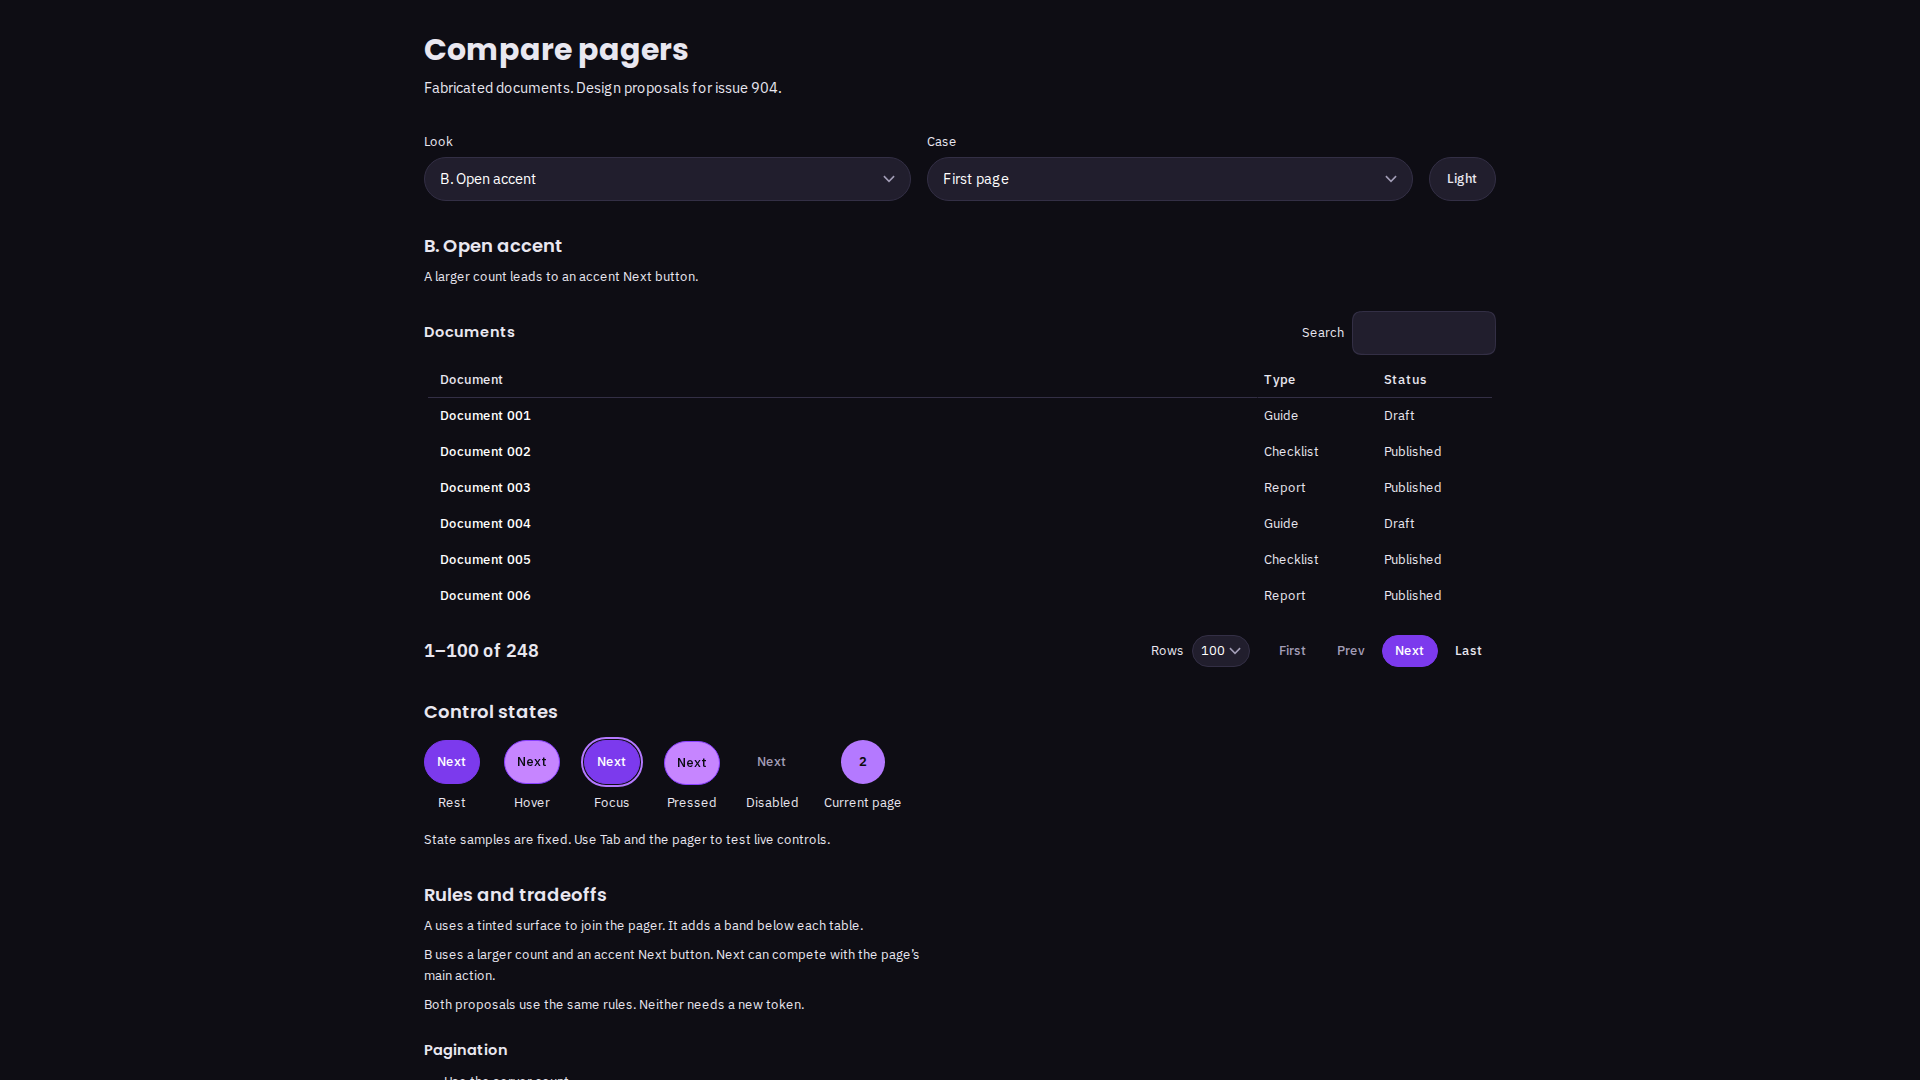 Compare pagers
Fabricated documents. Design proposals for issue 904.
Look
Case
B. Open accent
First page
Light
B. Open accent
A larger count leads to an accent Next button.
Documents
Search
Document Type Status
Document 001 Guide Draft
Document 002 Checklist Published
Document 003 Report Published
Document 004 Guide Draft
Document 005 Checklist Published
Document 006 Report Published
1–100 of 248 Rows 100 First Prev Next Last
Control states
Next Next Next Next Next 2
Rest Hover Focus Pressed Disabled Current page
State samples are fixed. Use Tab and the pager to test live controls.
Rules and tradeoffs
A uses a tinted surface to join the pager. It adds a band below each table.
B uses a larger count and an accent Next button. Next can compete with the page's
main action.
Both proposals use the same rules. Neither needs a new token.
Pagination
Use the server count